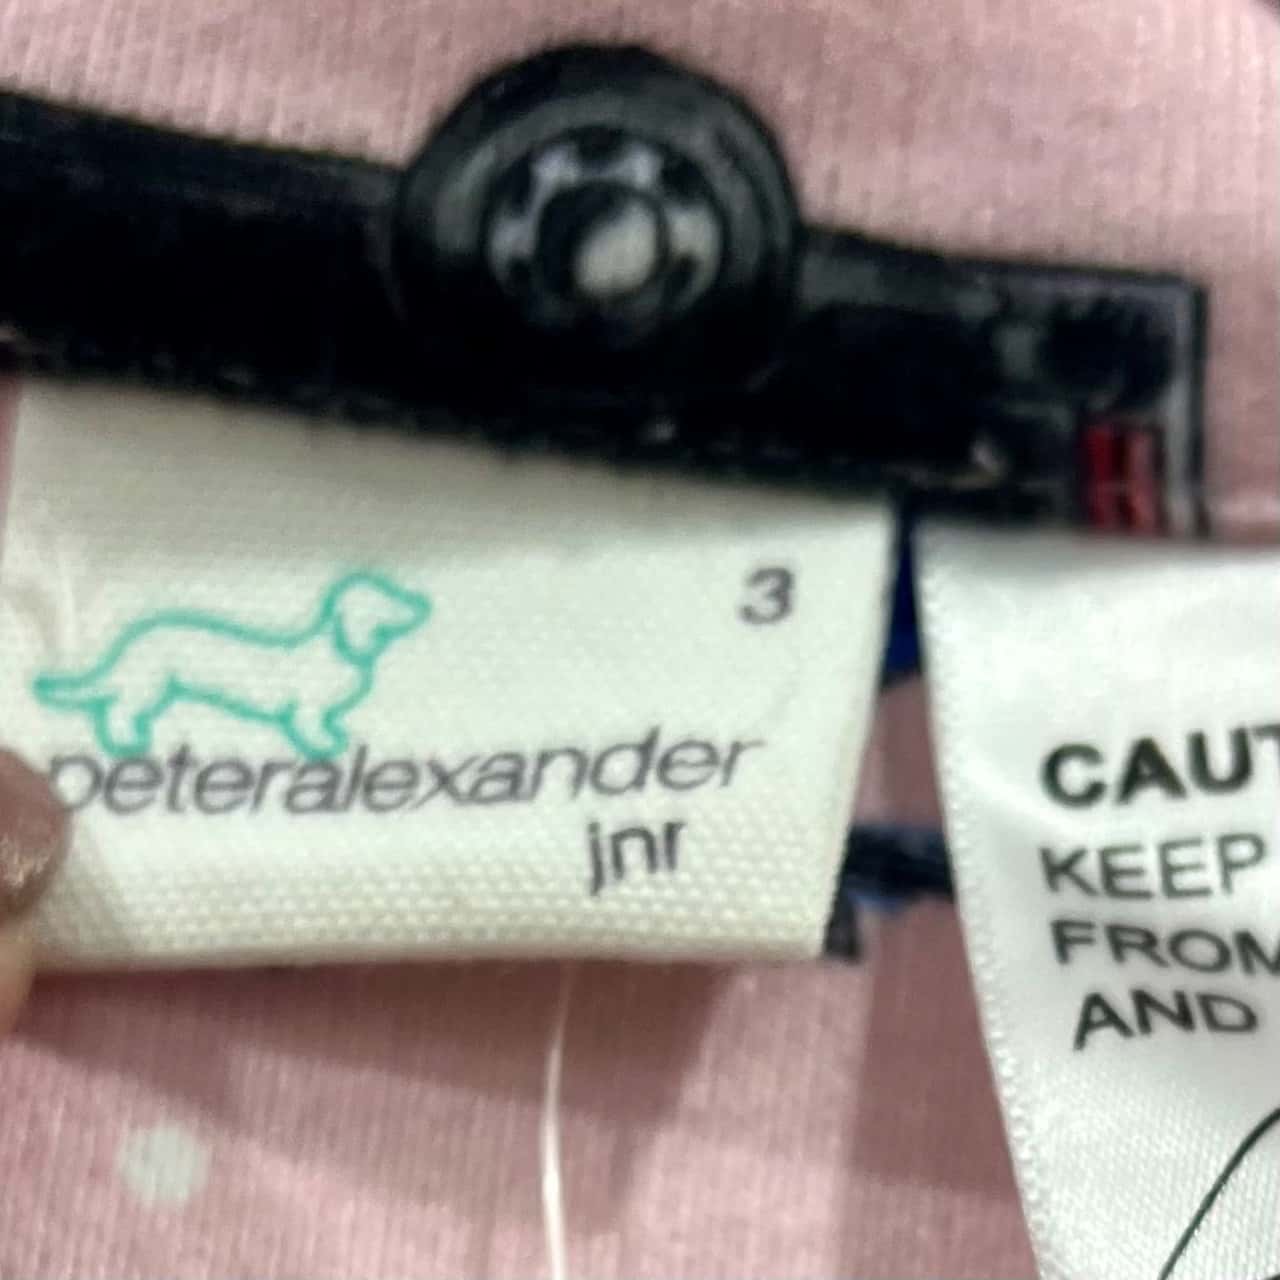 3
peteralexander
jnr
CAUT
KEEP
FROM
AND